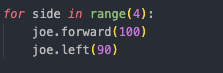 for side in range(4):
    joe.forward(100)
    joe.left(90)